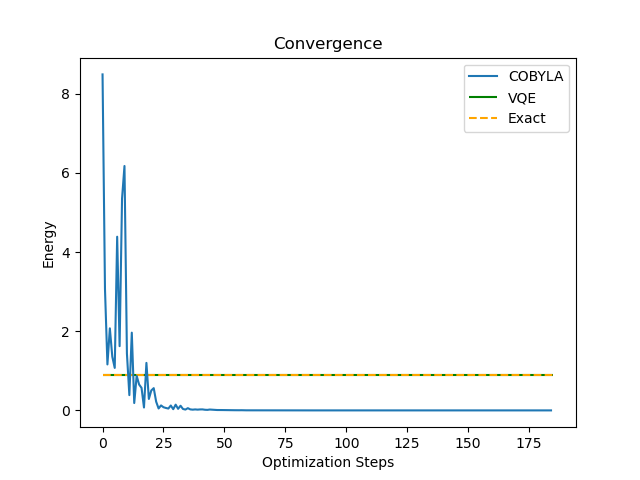 Convergence
COBYLA
VQE
Exact
Energy
8
6
4
2
0
0 25 50 75 100 125 150 175
Optimization Steps